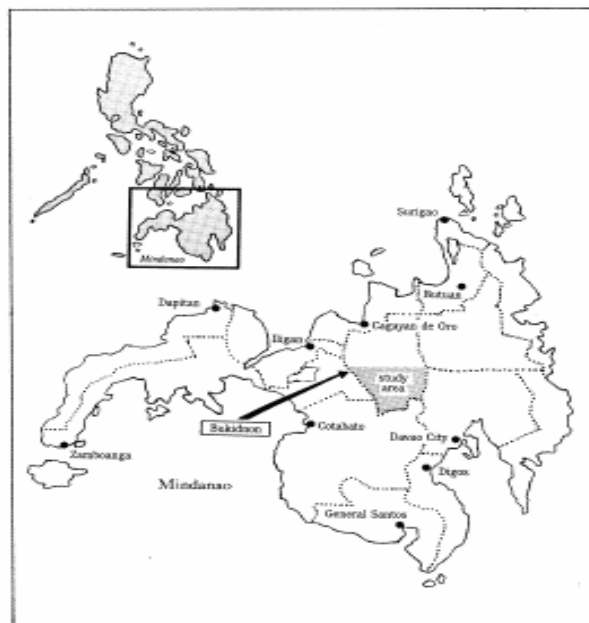 Mindanao
Surigao
Butuan
Dapitan
Cagayan de Oro
Iligan
study
area
Bukidnon
Cotabato
Davao City
Zamboanga
Digos
Mindanao
General Santos